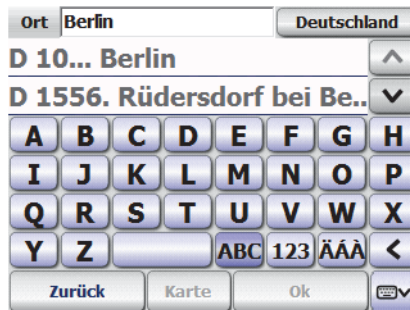 Ort Berlin Deutschland
D 10... Berlin
D 1556. Rüdersdorf bei Be..
A B C D E F G H
I J K L M N O P
Q R S T U V W X
Y Z ABC 123 ÄÁÀ <
Zurück Karte Ok